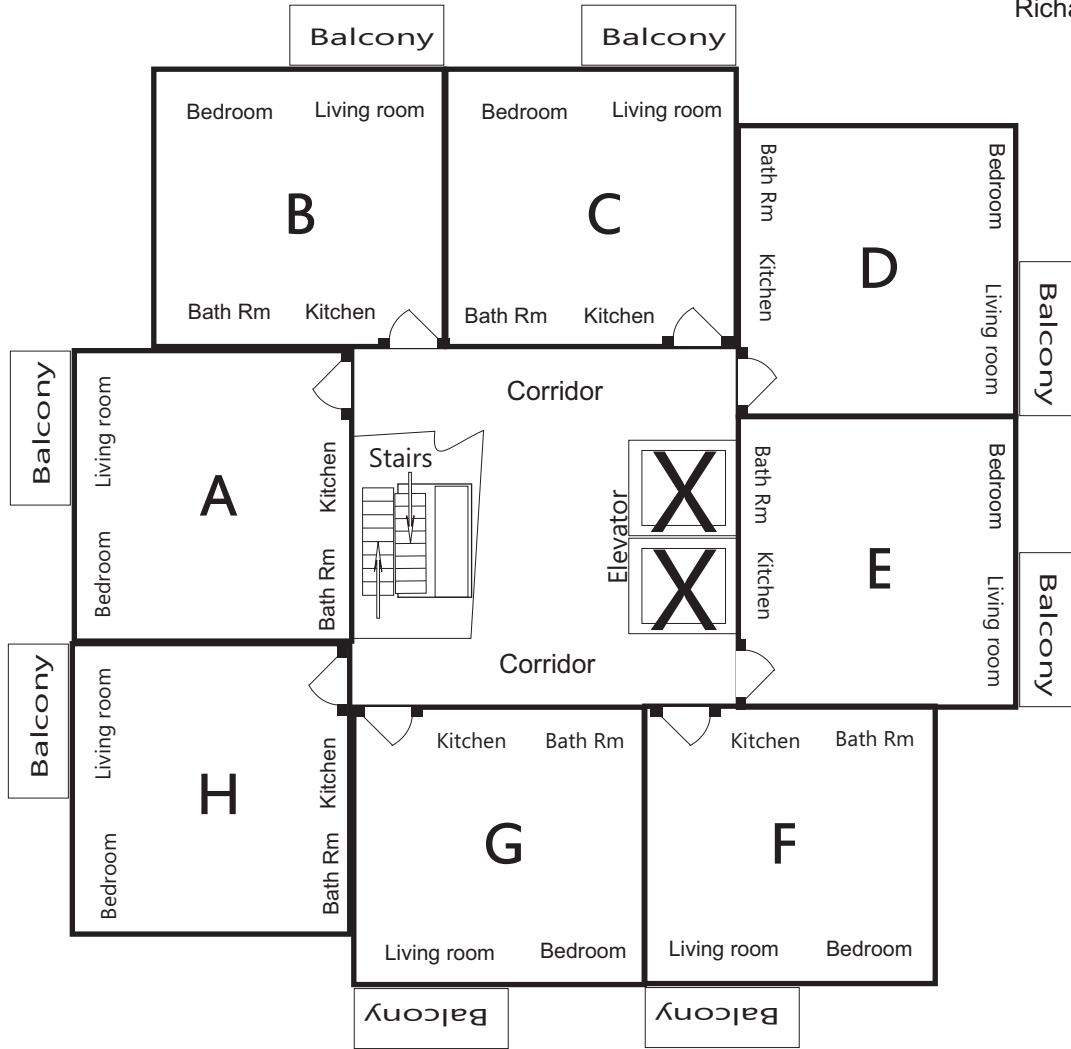 Richa
Balcony
Balcony
Bedroom
Living room
B
Bath Rm
Kitchen
Bedroom
Living room
C
Bath Rm
Kitchen
Bath Rm
Bedroom
D
Kitchen
Living room
Balcony
Balcony
Living room
A
Kitchen
Bedroom
Bath Rm
Corridor
Stairs
Elevator
X
X
Corridor
Bath Rm
Bedroom
E
Kitchen
Living room
Balcony
Balcony
Living room
H
Kitchen
Bedroom
Bath Rm
Kitchen
Bath Rm
G
Living room
Bedroom
Balcony
Kitchen
Bath Rm
F
Living room
Bedroom
Balcony